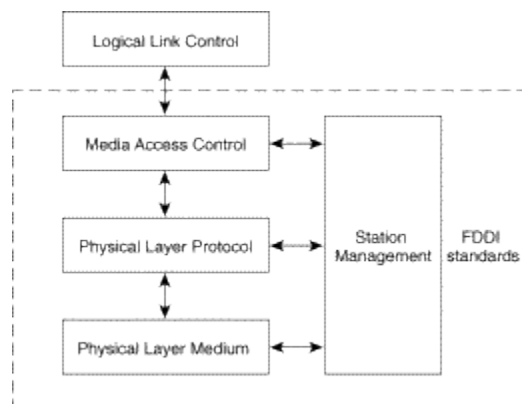 Logical Link Control
Media Access Control
Physical Layer Protocol
Station
Management
FDDI
standards
Physical Layer Medium